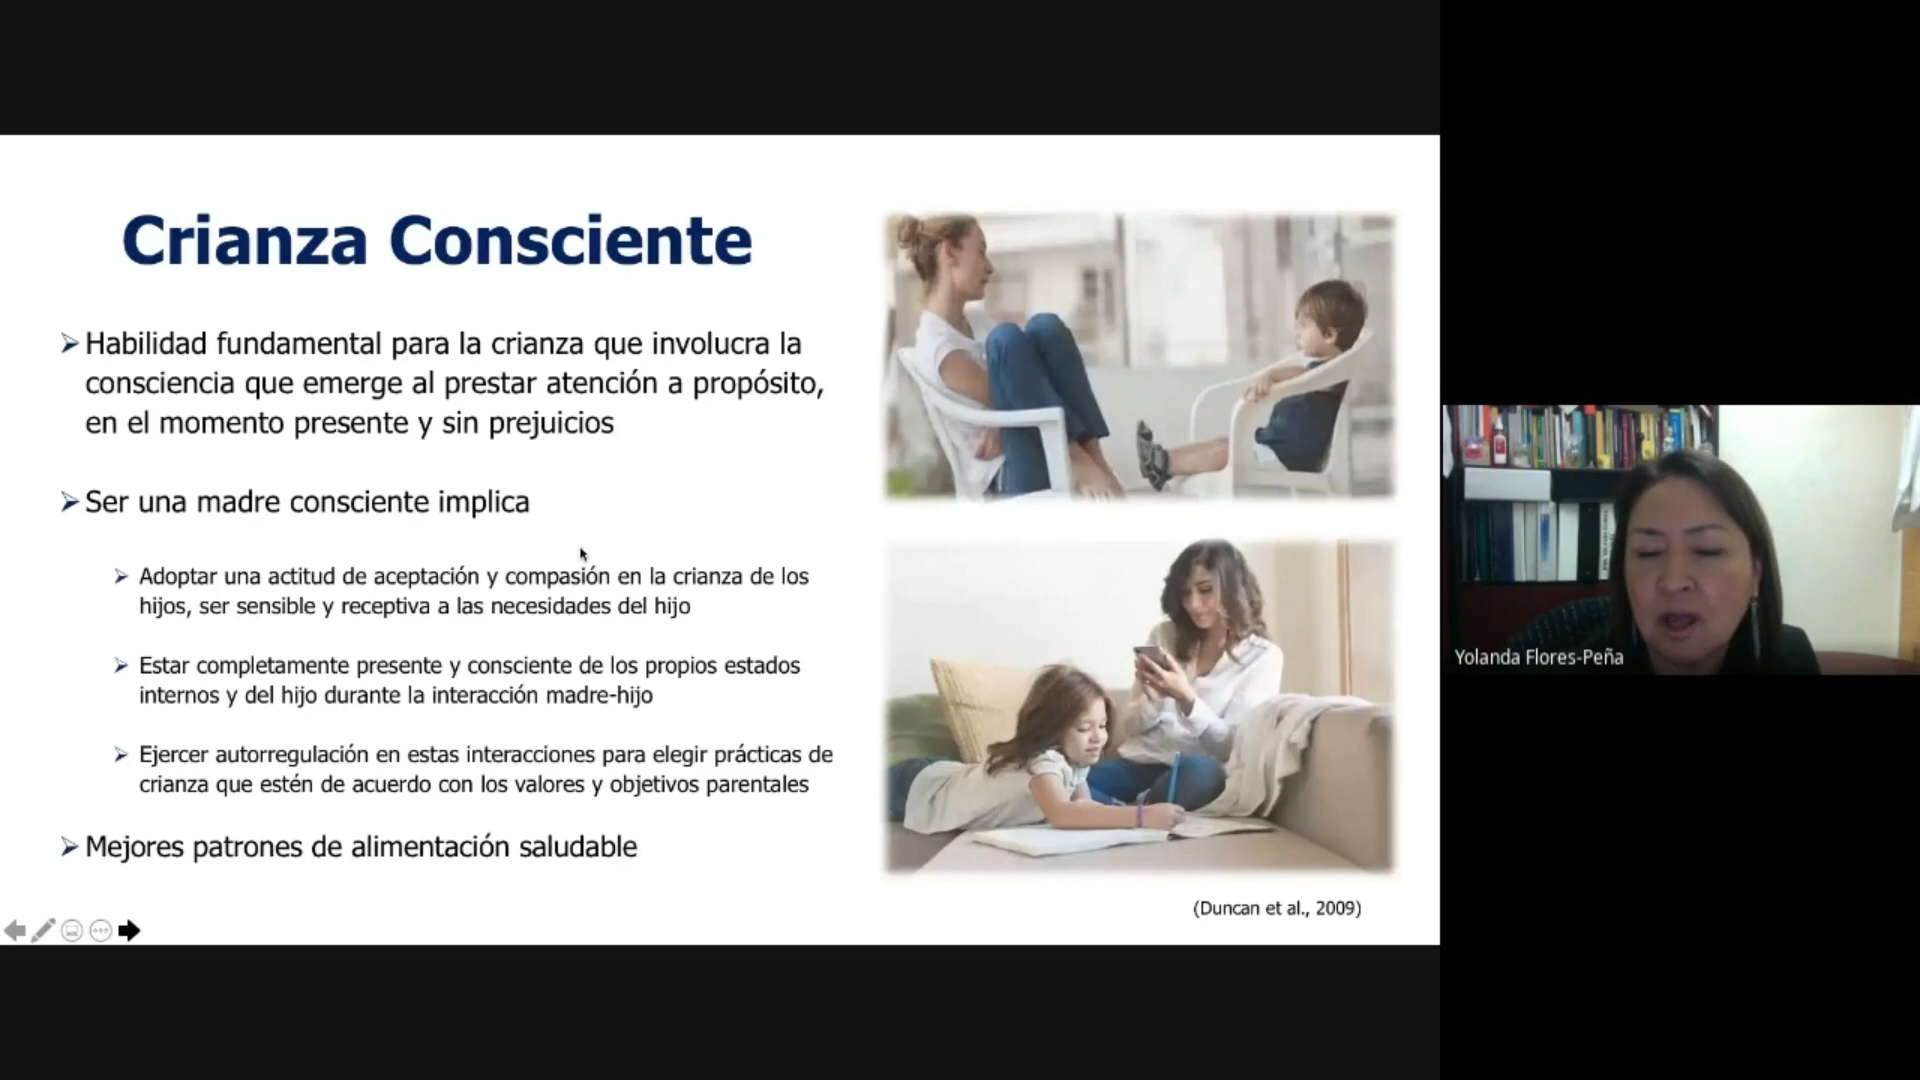 Crianza Consciente
➢ Habilidad fundamental para la crianza que involucra la
consciencia que emerge al prestar atención a propósito,
en el momento presente y sin prejuicios
➢ Ser una madre consciente implica
➢ Adoptar una actitud de aceptación y compasión en la crianza de los
hijos, ser sensible y receptiva a las necesidades del hijo
➢ Estar completamente presente y consciente de los propios estados
internos y del hijo durante la interacción madre-hijo
➢ Ejercer autorregulación en estas interacciones para elegir prácticas de
crianza que estén de acuerdo con los valores y objetivos parentales
➢ Mejores patrones de alimentación saludable
(Duncan et al., 2009)
Yolanda Flores-Peña